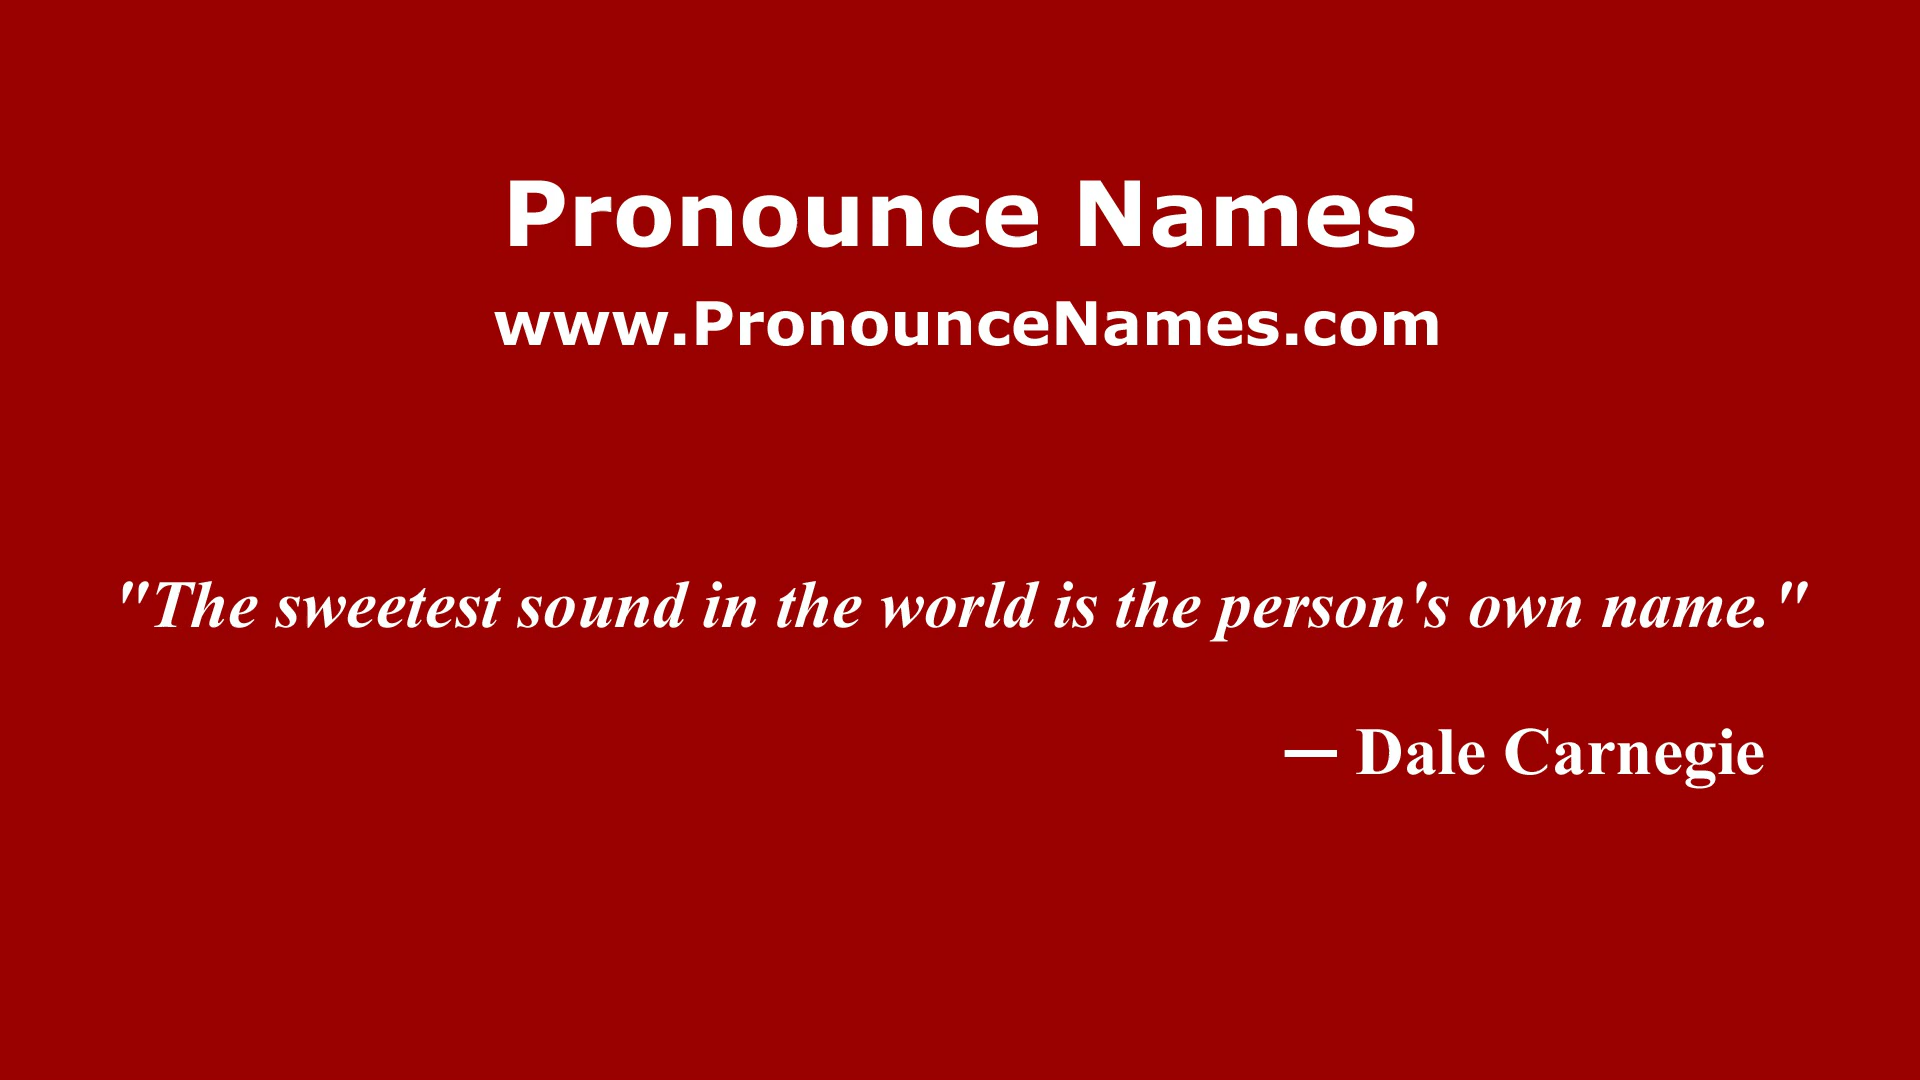 Pronounce Names
www.PronounceNames.com
"The sweetest sound in the world is the person's own name."
— Dale Carnegie